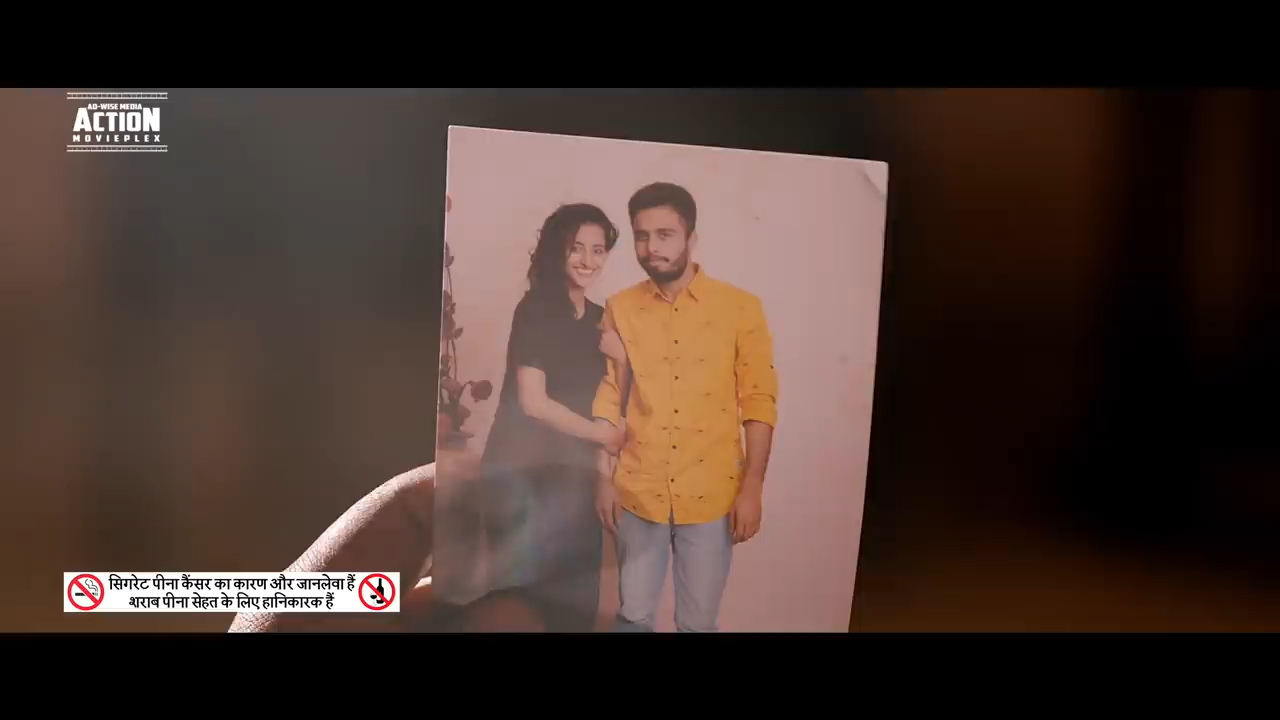 AD-WISE MEDIA
ACTION
MOVIEPLEX
सिगरेट पीना कैंसर का कारण और जानलेवा हैं
शराब पीना सेहत के लिए हानिकारक हैं